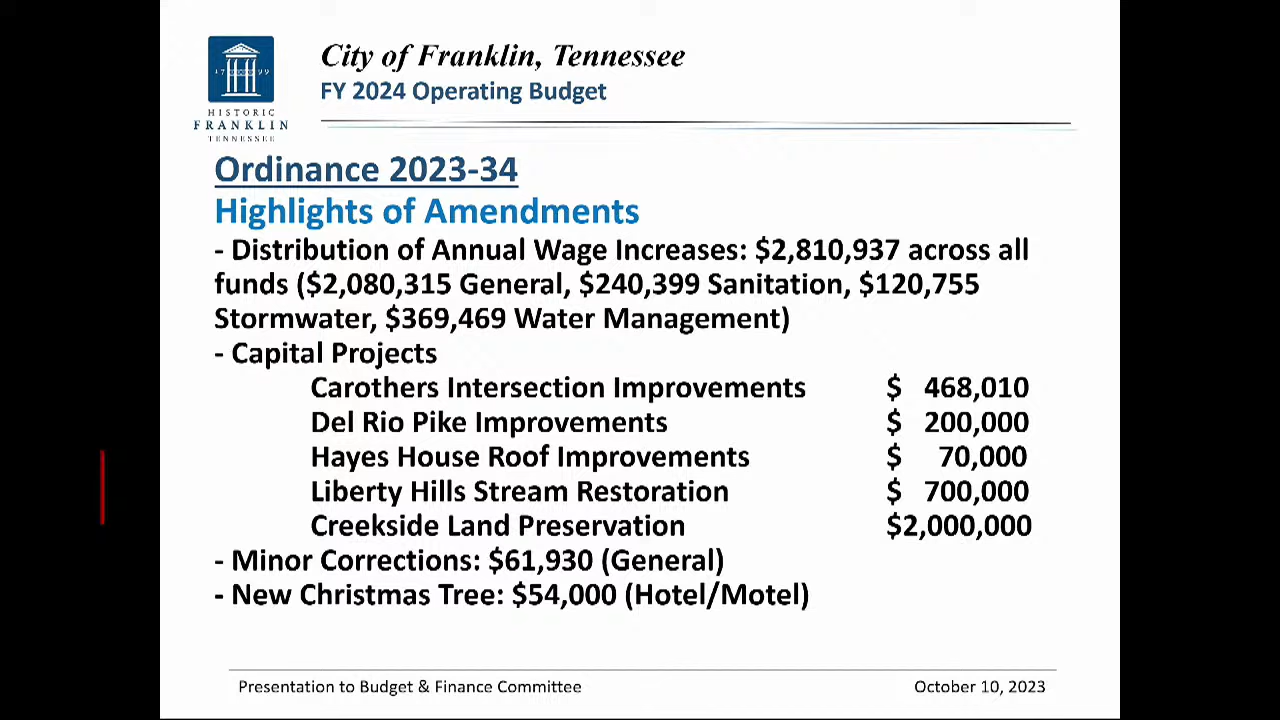 City of Franklin, Tennessee
FY 2024 Operating Budget
1799
HISTORIC
FRANKLIN
TENNESSEE
Ordinance 2023-34
Highlights of Amendments
- Distribution of Annual Wage Increases: $2,810,937 across all
funds ($2,080,315 General, $240,399 Sanitation, $120,755
Stormwater, $369,469 Water Management)
- Capital Projects
Carothers Intersection Improvements $ 468,010
Del Rio Pike Improvements $ 200,000
Hayes House Roof Improvements $ 70,000
Liberty Hills Stream Restoration $ 700,000
Creekside Land Preservation $2,000,000
- Minor Corrections: $61,930 (General)
- New Christmas Tree: $54,000 (Hotel/Motel)
Presentation to Budget & Finance Committee October 10, 2023